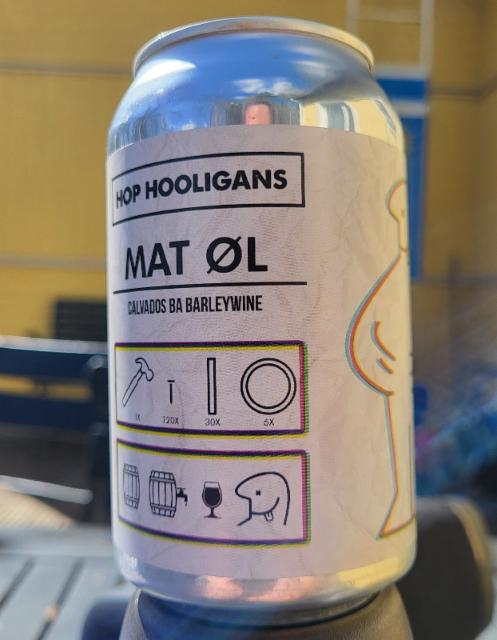 HOP HOOLIGANS
MAT ØL
CALVADOS BA BARLEYWINE
1X 120X 30X 6X